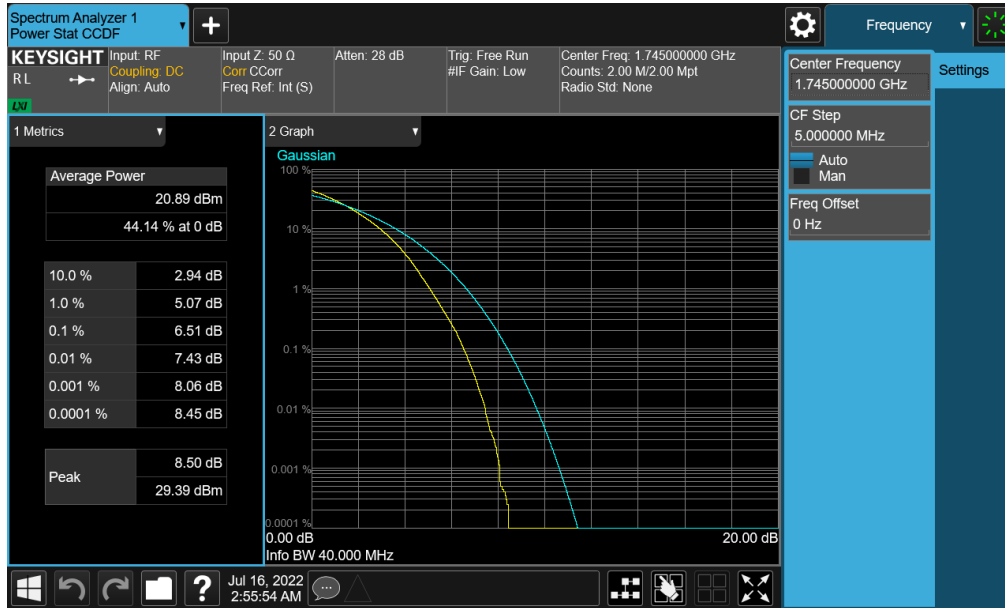 Spectrum Analyzer 1
Power Stat CCDF
Frequency
KEYSIGHT
R L
LXI
Input: RF
Coupling: DC
Align: Auto
Input Z: 50 Ω
Corr CCorr
Freq Ref: Int (S)
Atten: 28 dB
Trig: Free Run
#IF Gain: Low
Center Freq: 1.745000000 GHz
Counts: 2.00 M/2.00 Mpt
Radio Std: None
Center Frequency
1.745000000 GHz
Settings
CF Step
5.000000 MHz
Auto
Man
Freq Offset
0 Hz
1 Metrics
Average Power
20.89 dBm
44.14 % at 0 dB
10.0 % 2.94 dB
1.0 % 5.07 dB
0.1 % 6.51 dB
0.01 % 7.43 dB
0.001 % 8.06 dB
0.0001 % 8.45 dB
Peak
8.50 dB
29.39 dBm
2 Graph
Gaussian
100 %
10 %
1 %
0.1 %
0.01 %
0.001 %
0.0001 %
0.00 dB 20.00 dB
Info BW 40.000 MHz
?
Jul 16, 2022
2:55:54 AM